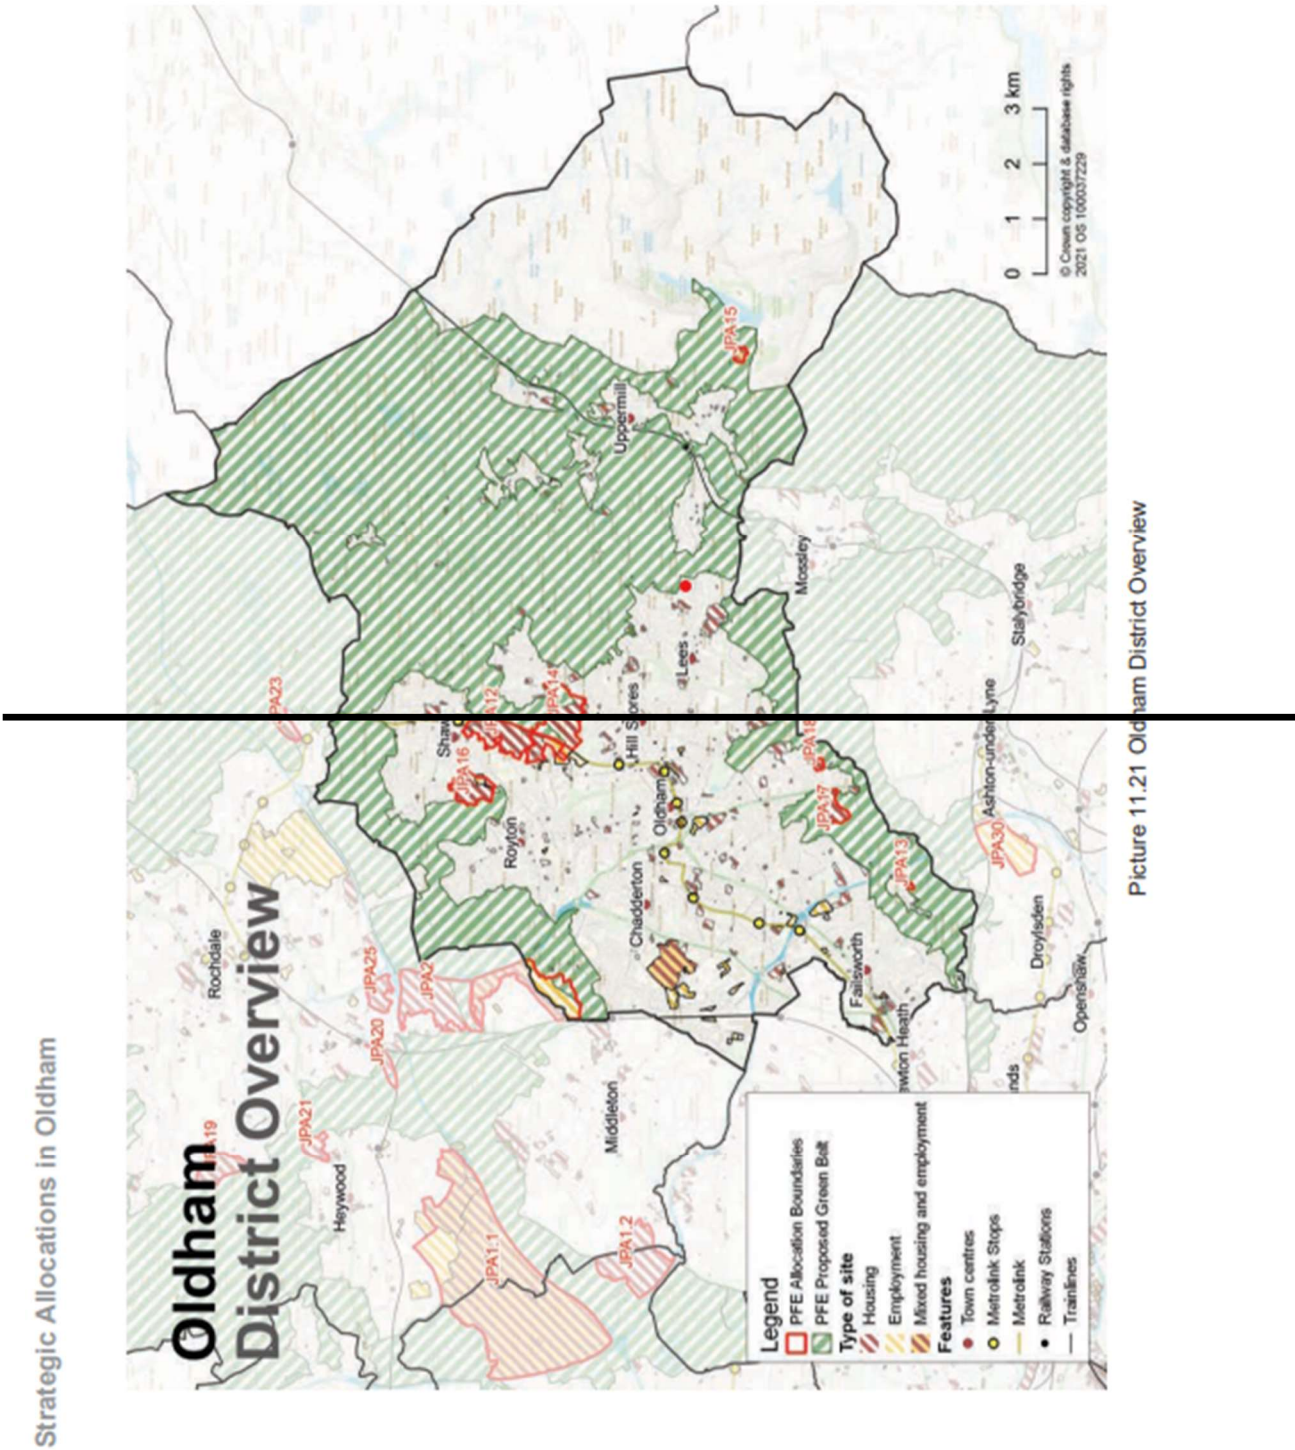 Strategic Allocations in Oldham
Oldham
District Overview
JPA19
JPA21
Heywood
JPA20
JPA25
JPA2
Rochdale
JPA23
JPA1.1
JPA1.2
Middleton
Shaw
JPA16
JPA12
JPA14
Royton
Chadderton
Oldham
Hill Stores
Lees
Uppermill
JPA15
Failsworth
JPA13
JPA17
JPA18
Mossley
Stalybridge
Ashton-under-Lyne
JPA30
Droylsden
Openshaw
ewton Heath
nds
Legend
PFE Allocation Boundaries
PFE Proposed Green Belt
Type of site
Housing
Employment
Mixed housing and employment
Features
Town centres
Metrolink Stops
Metrolink
Railway Stations
Trainlines
0 1 2 3 km
© Crown copyright & database rights
2021 OS 100037229
Picture 11.21 Oldham District Overview